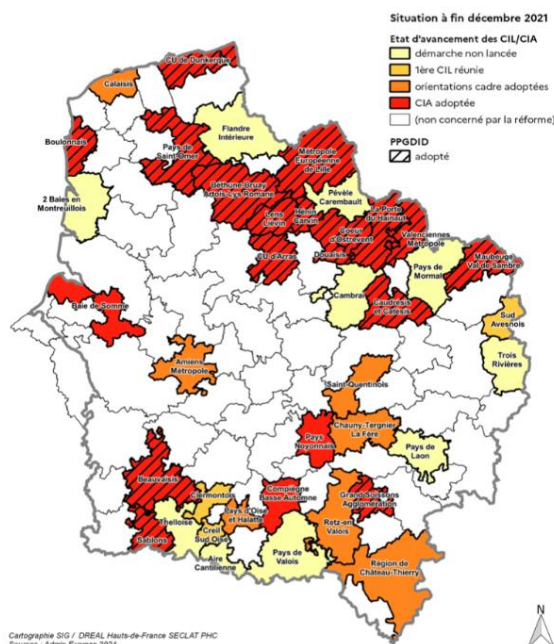 Situation à fin décembre 2021
Etat d'avancement des CIL/CIA
démarche non lancée
1ère CIL réunie
orientations cadre adoptées
CIA adoptée
(non concerné par la réforme)
PPGDID
adopté
CU de Dunkerque
Calaisis
Flandre
Intérieure
Boulonnais
Pays de
Saint-Omer
Métropole
Européenne
de Lille
Béthune-Bruay
Artois-Lys Romane
Pévèle
Carembault
2 Baies en
Montreuillois
Lens
Liévin
Hénin
Carvin
La Porte
du Hainaut
Coeur
d'Ostrevent
Valenciennes
Métropole
CU d'Arras
Douaisis
Maubeuge
Val de Sambre
Pays de
Mormal
Cambrai
Caudrésis
et Catésis
Baie de Somme
Sud
Avesnois
Amiens
Métropole
Trois
Rivières
Saint-Quentinois
Pays
Noyonnais
Chauny-Tergnier
La Fère
Pays de
Laon
Beauvaisis
Compiègne
Basse Automne
Clermontois
Pays d'Oise
et Halatte
Grand Soissons
Agglomération
Thelloise
Creil
Sud Oise
Retz-en
Valois
Sablons
Aire
Cantilienne
Pays de
Valois
Région de
Château-Thierry
Cartographie SIG / DREAL Hauts-de-France SECLAT PHC
N